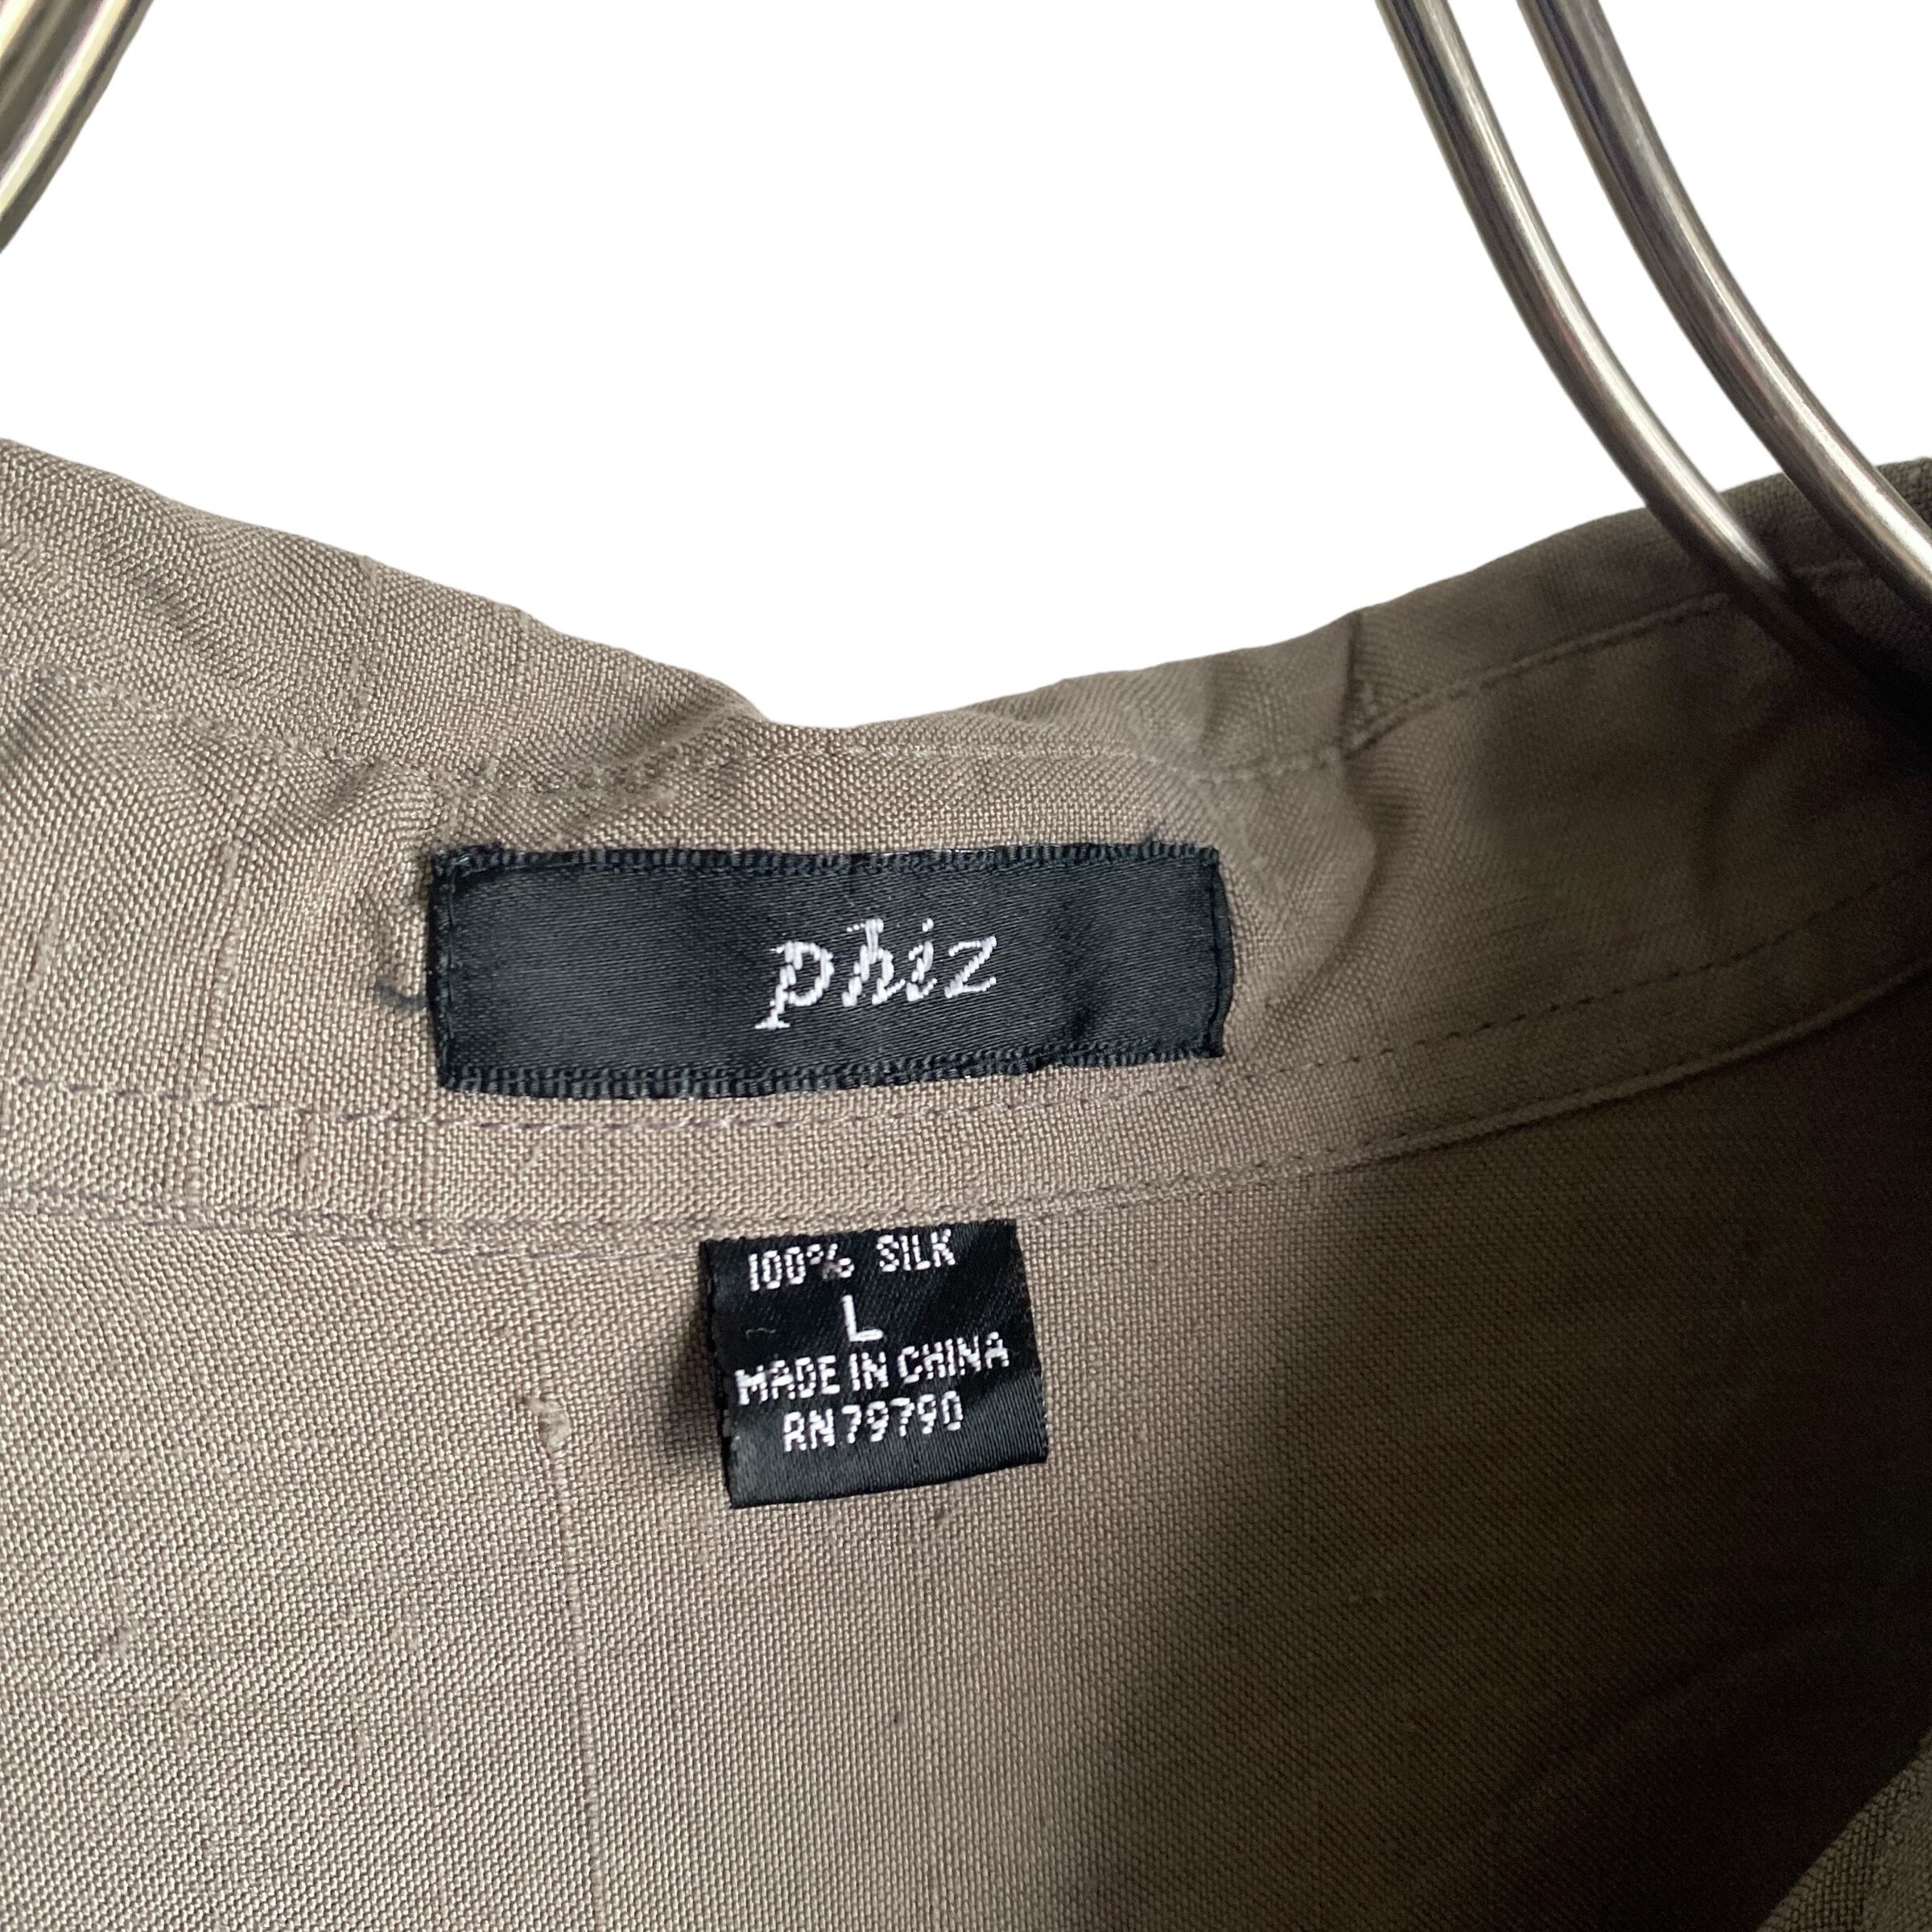 phiz
100% SILK
L
MADE IN CHINA
RN79790